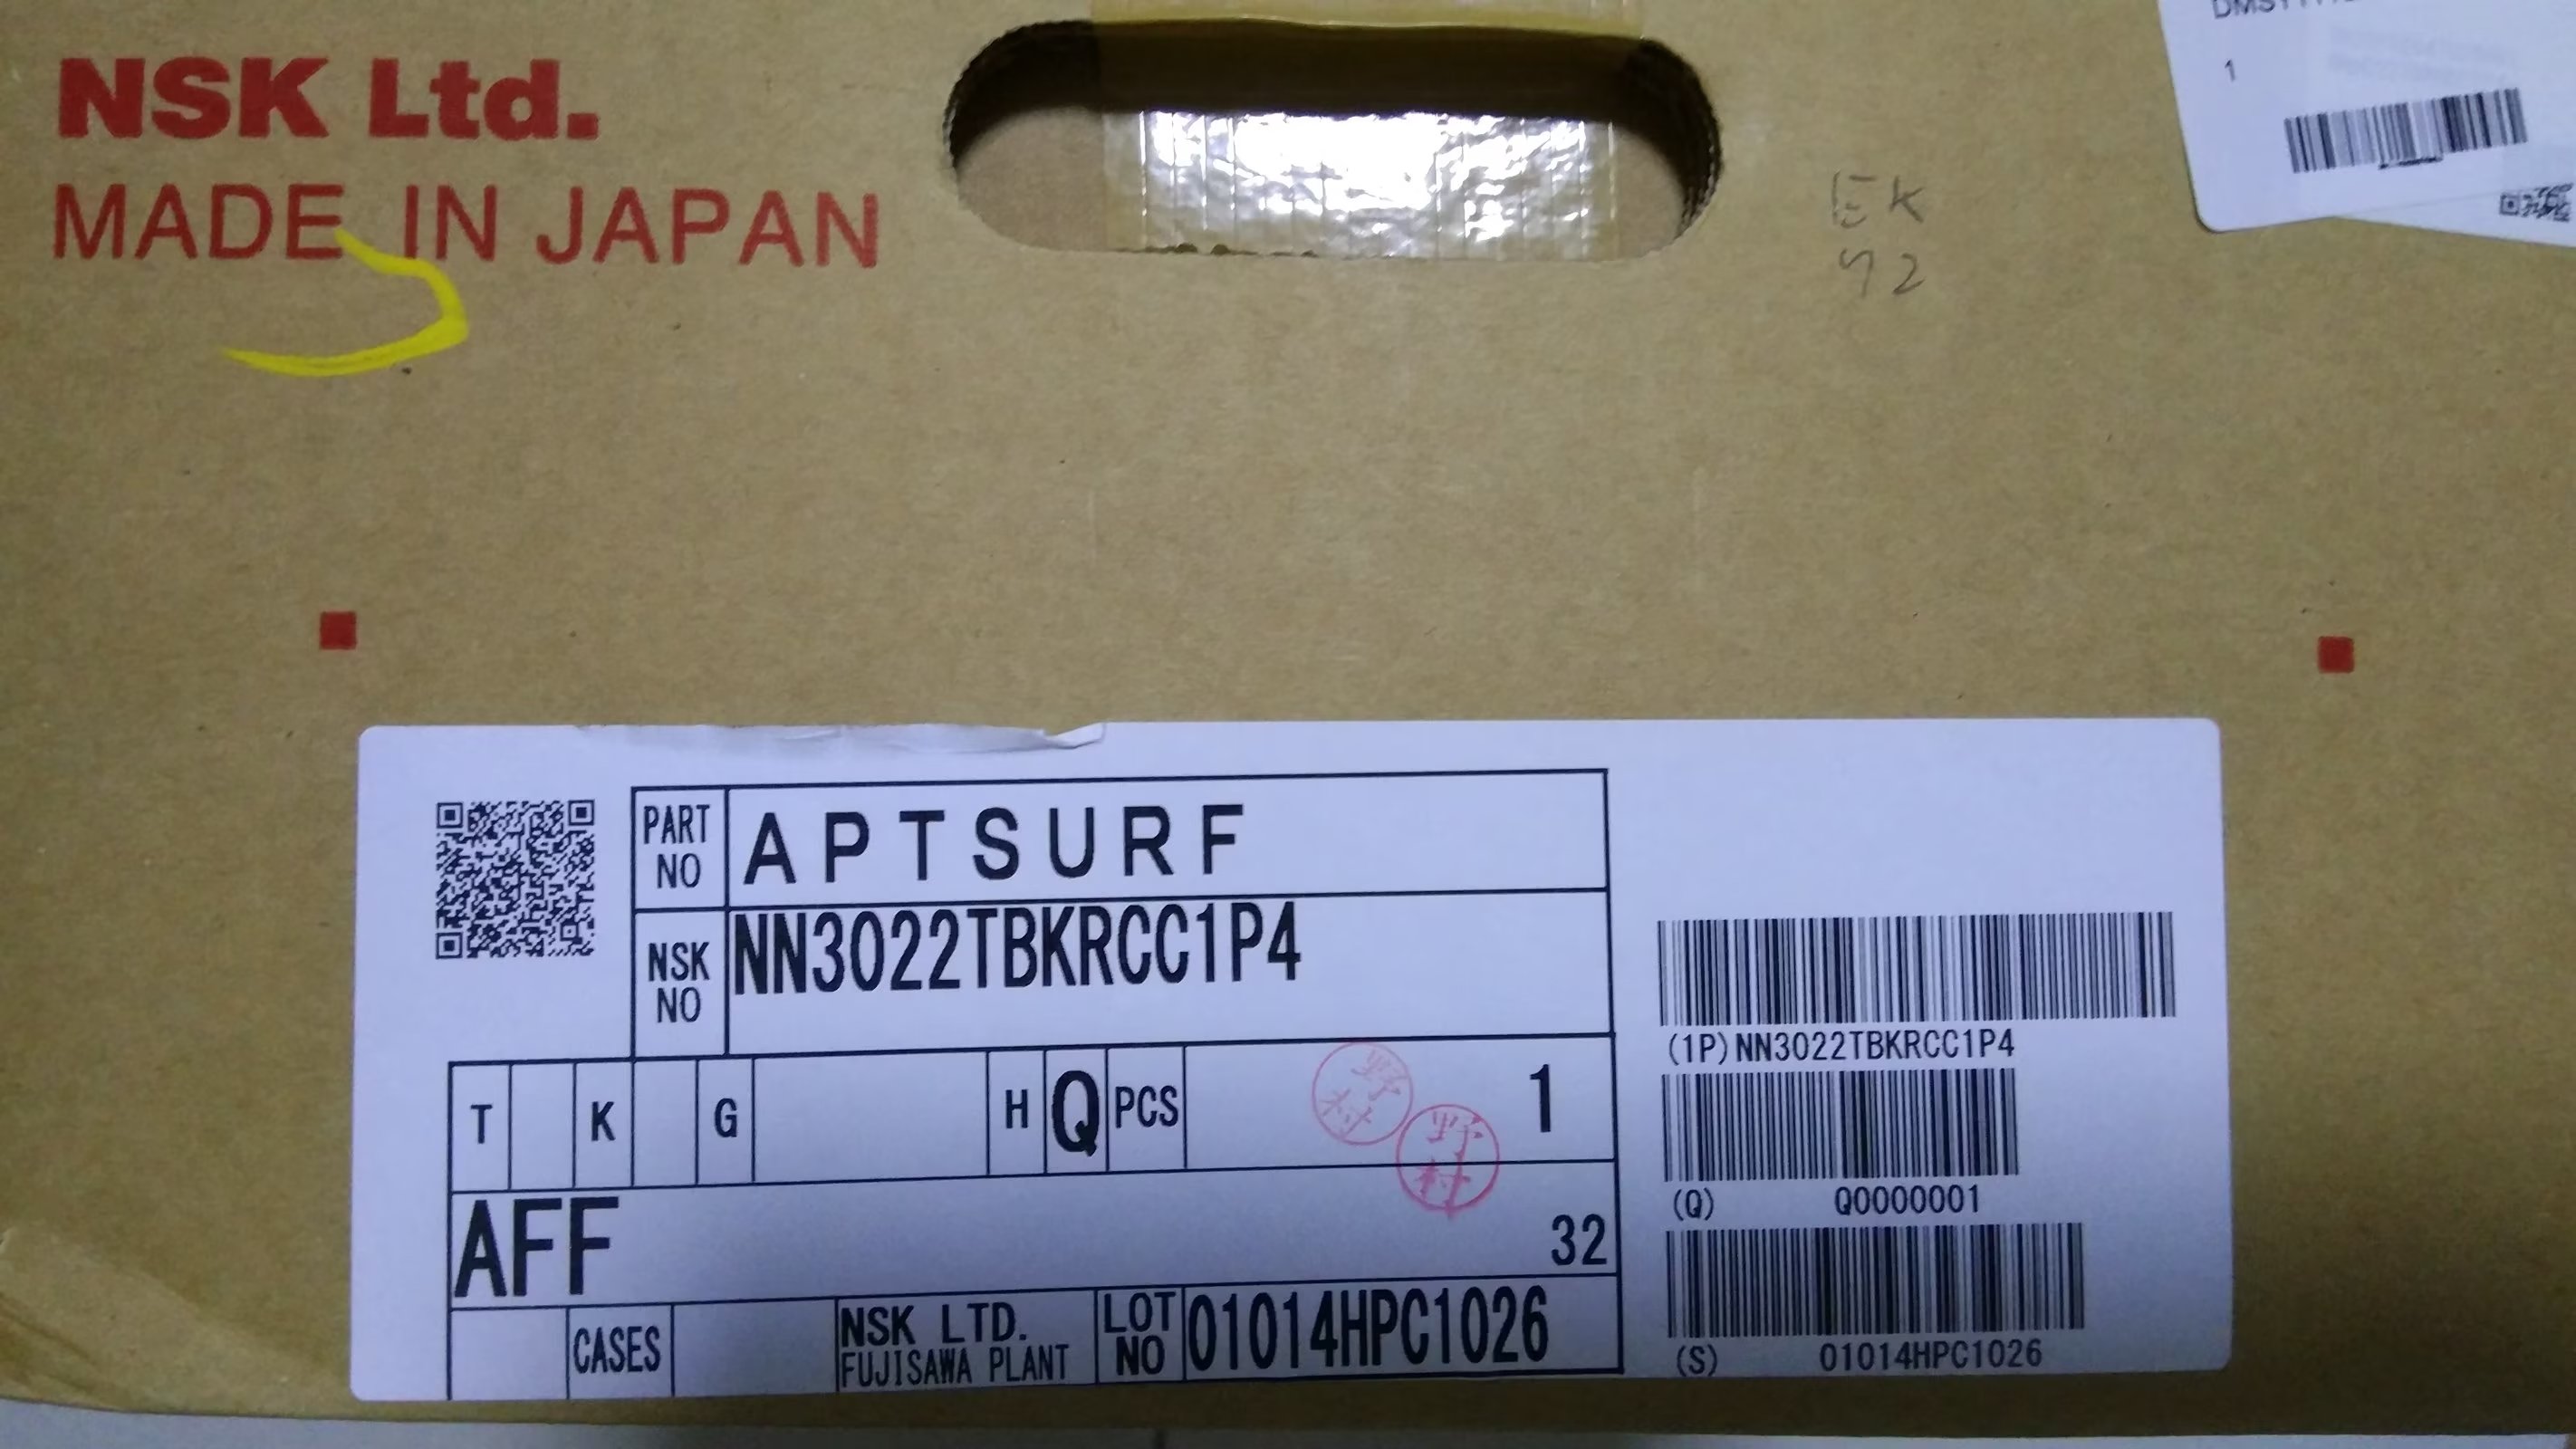 NSK Ltd.
MADE IN JAPAN
1
EK
92
PART NO
APTSURF
NSK NO
NN3022TBKRCC1P4
T K G H Q PCS 1
野村
野村
AFF 32
CASES
NSK LTD.
FUJISAWA PLANT
LOT NO
01014HPC1026
(1P) NN3022TBKRCC1P4
(Q) Q0000001
(S) 01014HPC1026